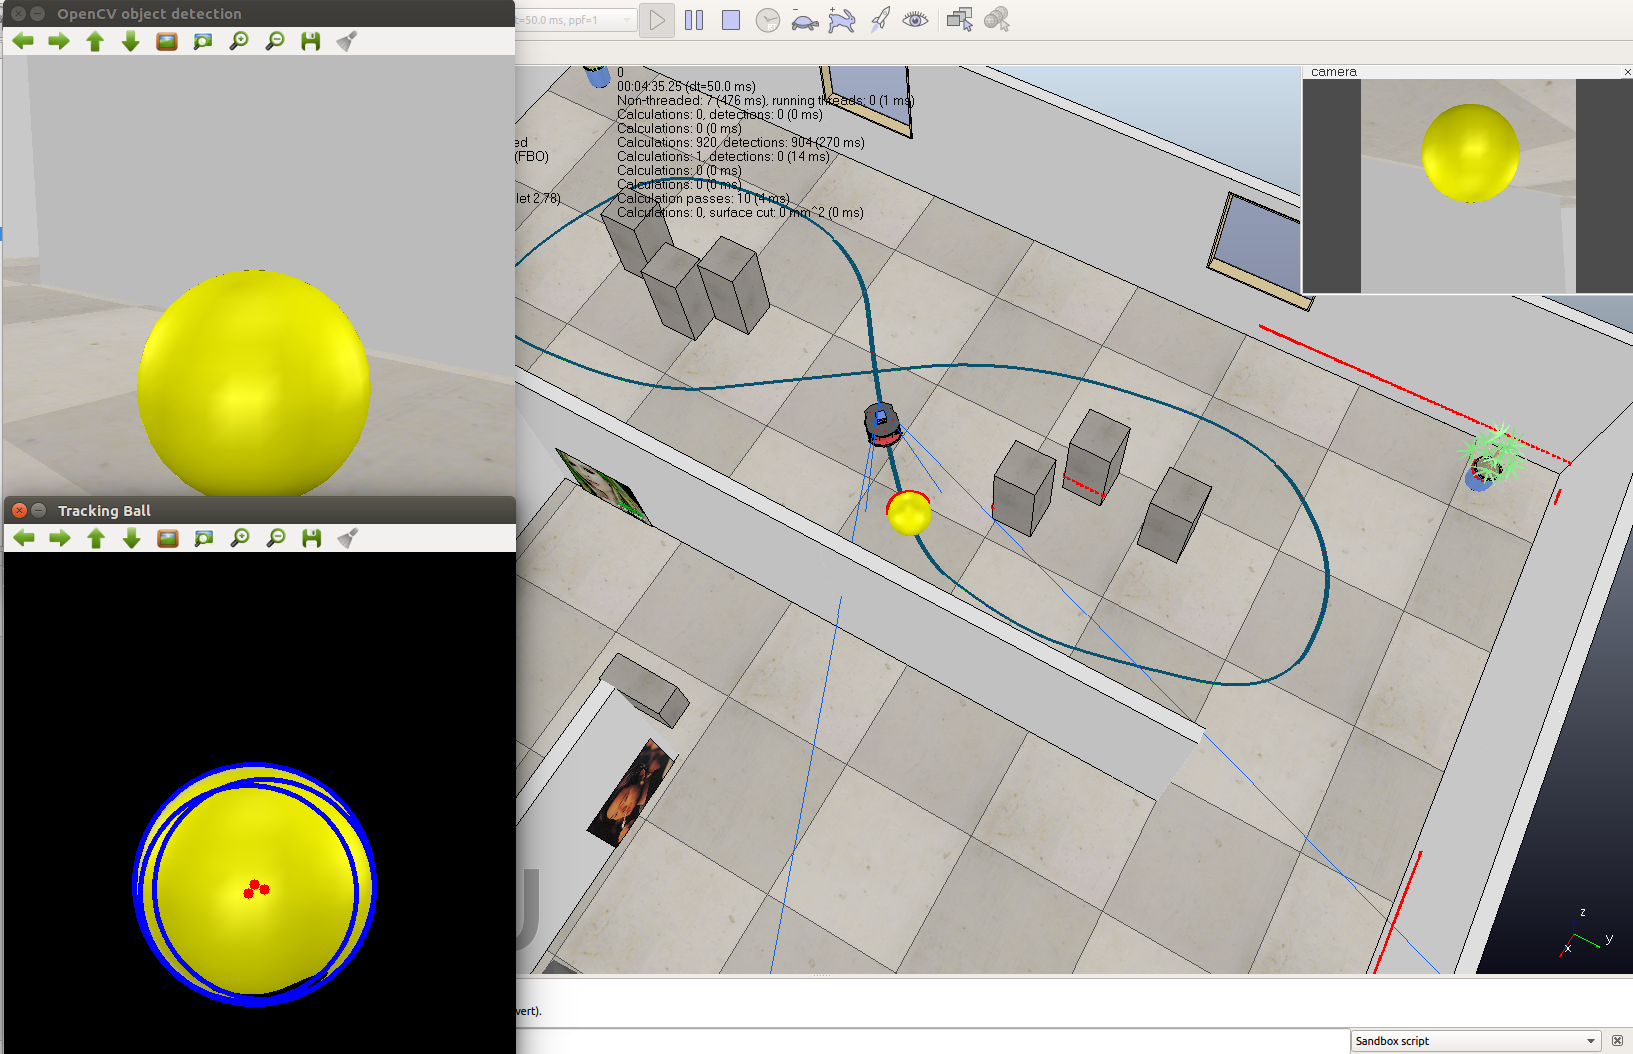 OpenCV object detection
t=50.0 ms, ppf=1
camera
0
00:04:35.25 (dt=50.0 ms)
Non-threaded: 7 (476 ms), running threads: 0 (1 ms)
Calculations: 0, detections: 0 (0 ms)
Calculations: 0 (0 ms)
ed
Calculations: 920, detections: 904 (270 ms)
(FBO)
Calculations: 1, detections: 0 (14 ms)
Calculations: 0 (0 ms)
Calculations: 0 (0 ms)
let 2.78)
Calculation passes: 10 (4 ms)
Calculations: 0, surface cut: 0 mm^2 (0 ms)
Tracking Ball
z
y
x
vert).
Sandbox script